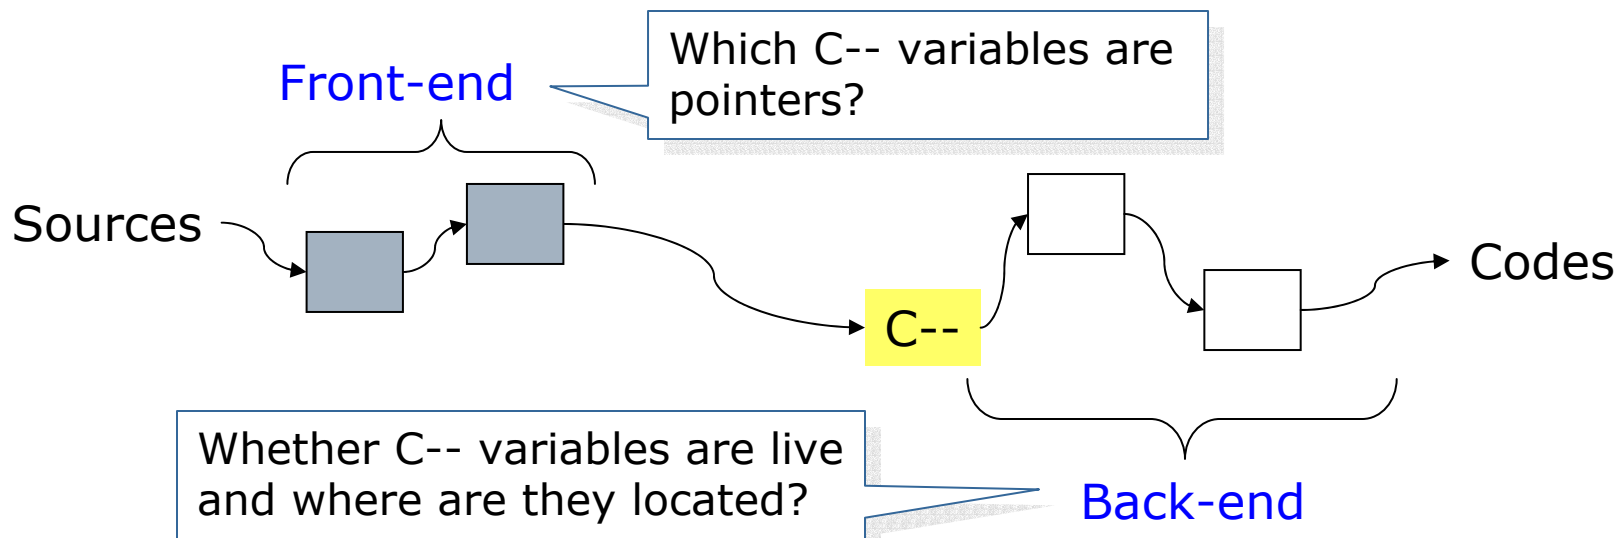 Which C-- variables are
pointers?
Front-end
Sources
Codes
C--
Whether C-- variables are live
and where are they located?
Back-end